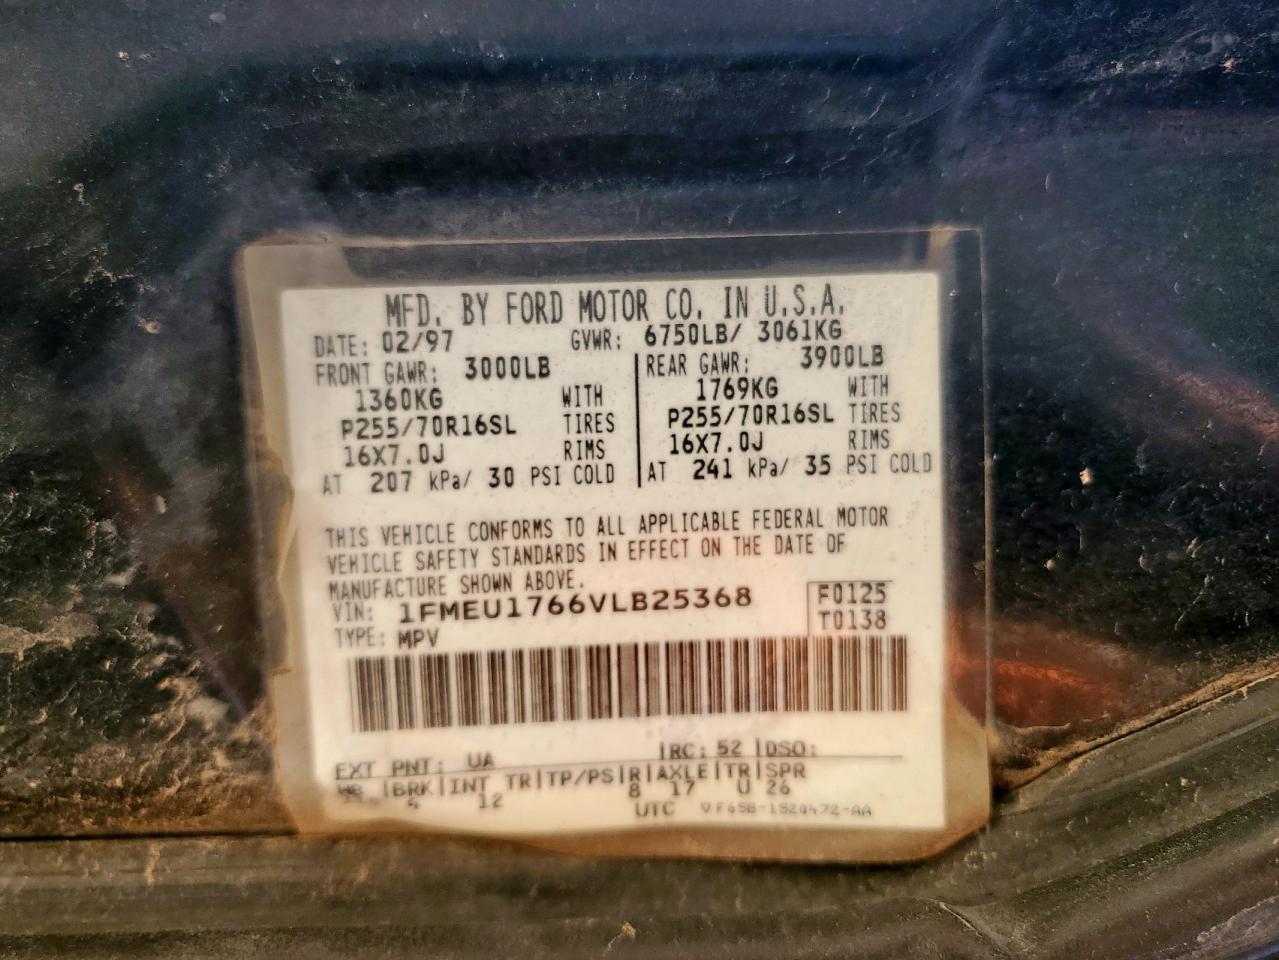 MFD. BY FORD MOTOR CO. IN U.S.A.
DATE: 02/97 GVWR: 6750LB/ 3061KG
FRONT GAWR: 3000LB
1360KG WITH
P255/70R16SL TIRES
16X7.0J RIMS
AT 207 kPa/ 30 PSI COLD
REAR GAWR: 3900LB
1769KG WITH
P255/70R16SL TIRES
16X7.0J RIMS
AT 241 kPa/ 35 PSI COLD
THIS VEHICLE CONFORMS TO ALL APPLICABLE FEDERAL MOTOR
VEHICLE SAFETY STANDARDS IN EFFECT ON THE DATE OF
MANUFACTURE SHOWN ABOVE.
VIN: 1FMEU1766VLB25368 F0125
TYPE: MPV T0138
EXT PNT: UA RC: 52 DSO:
WB BRK INT TR TP/PS R AXLE TR SPR
4 12 8 17 U 26
UTC